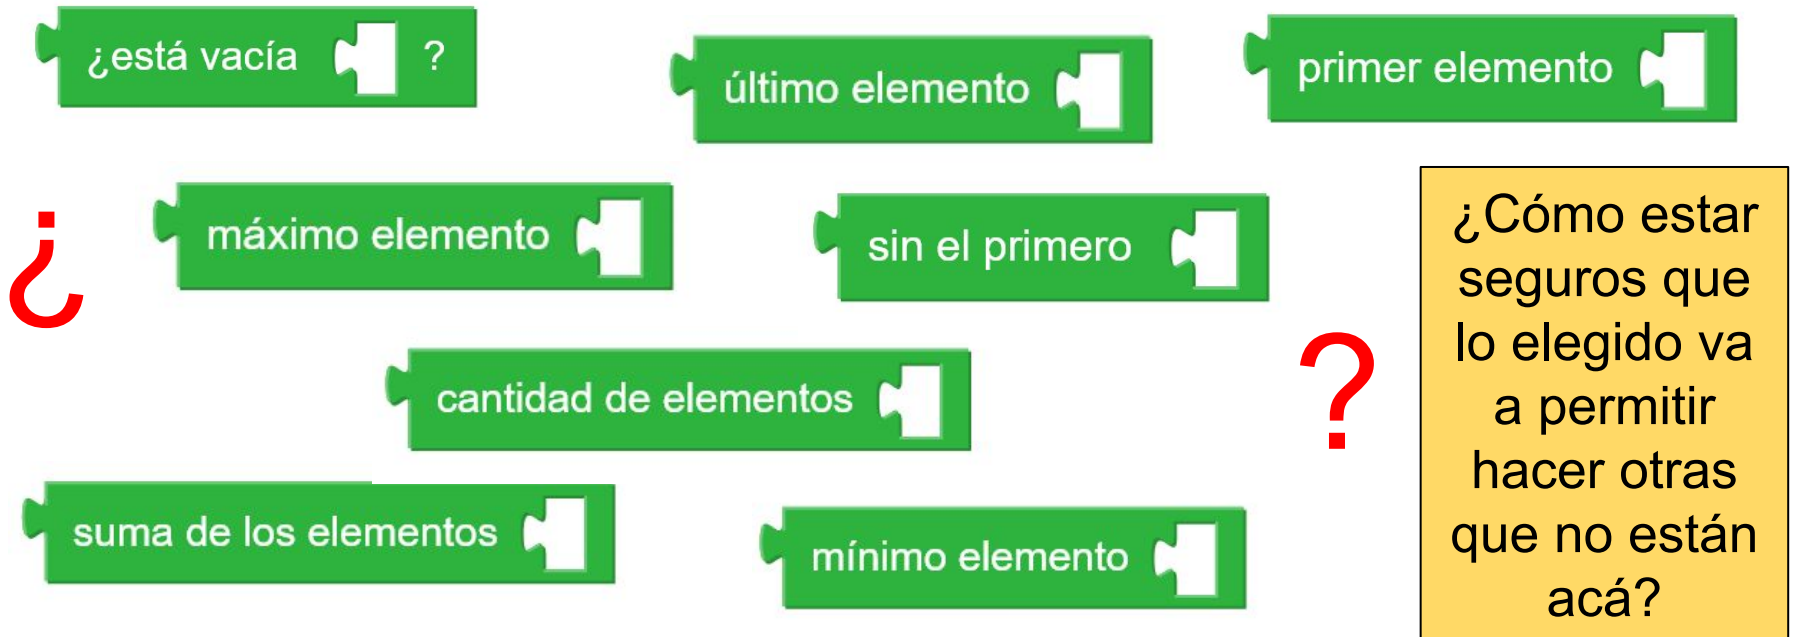 ¿está vacía ?
último elemento
primer elemento
¿
máximo elemento
sin el primero
cantidad de elementos
?
suma de los elementos
mínimo elemento
¿Cómo estar
seguros que
lo elegido va
a permitir
hacer otras
que no están
acá?